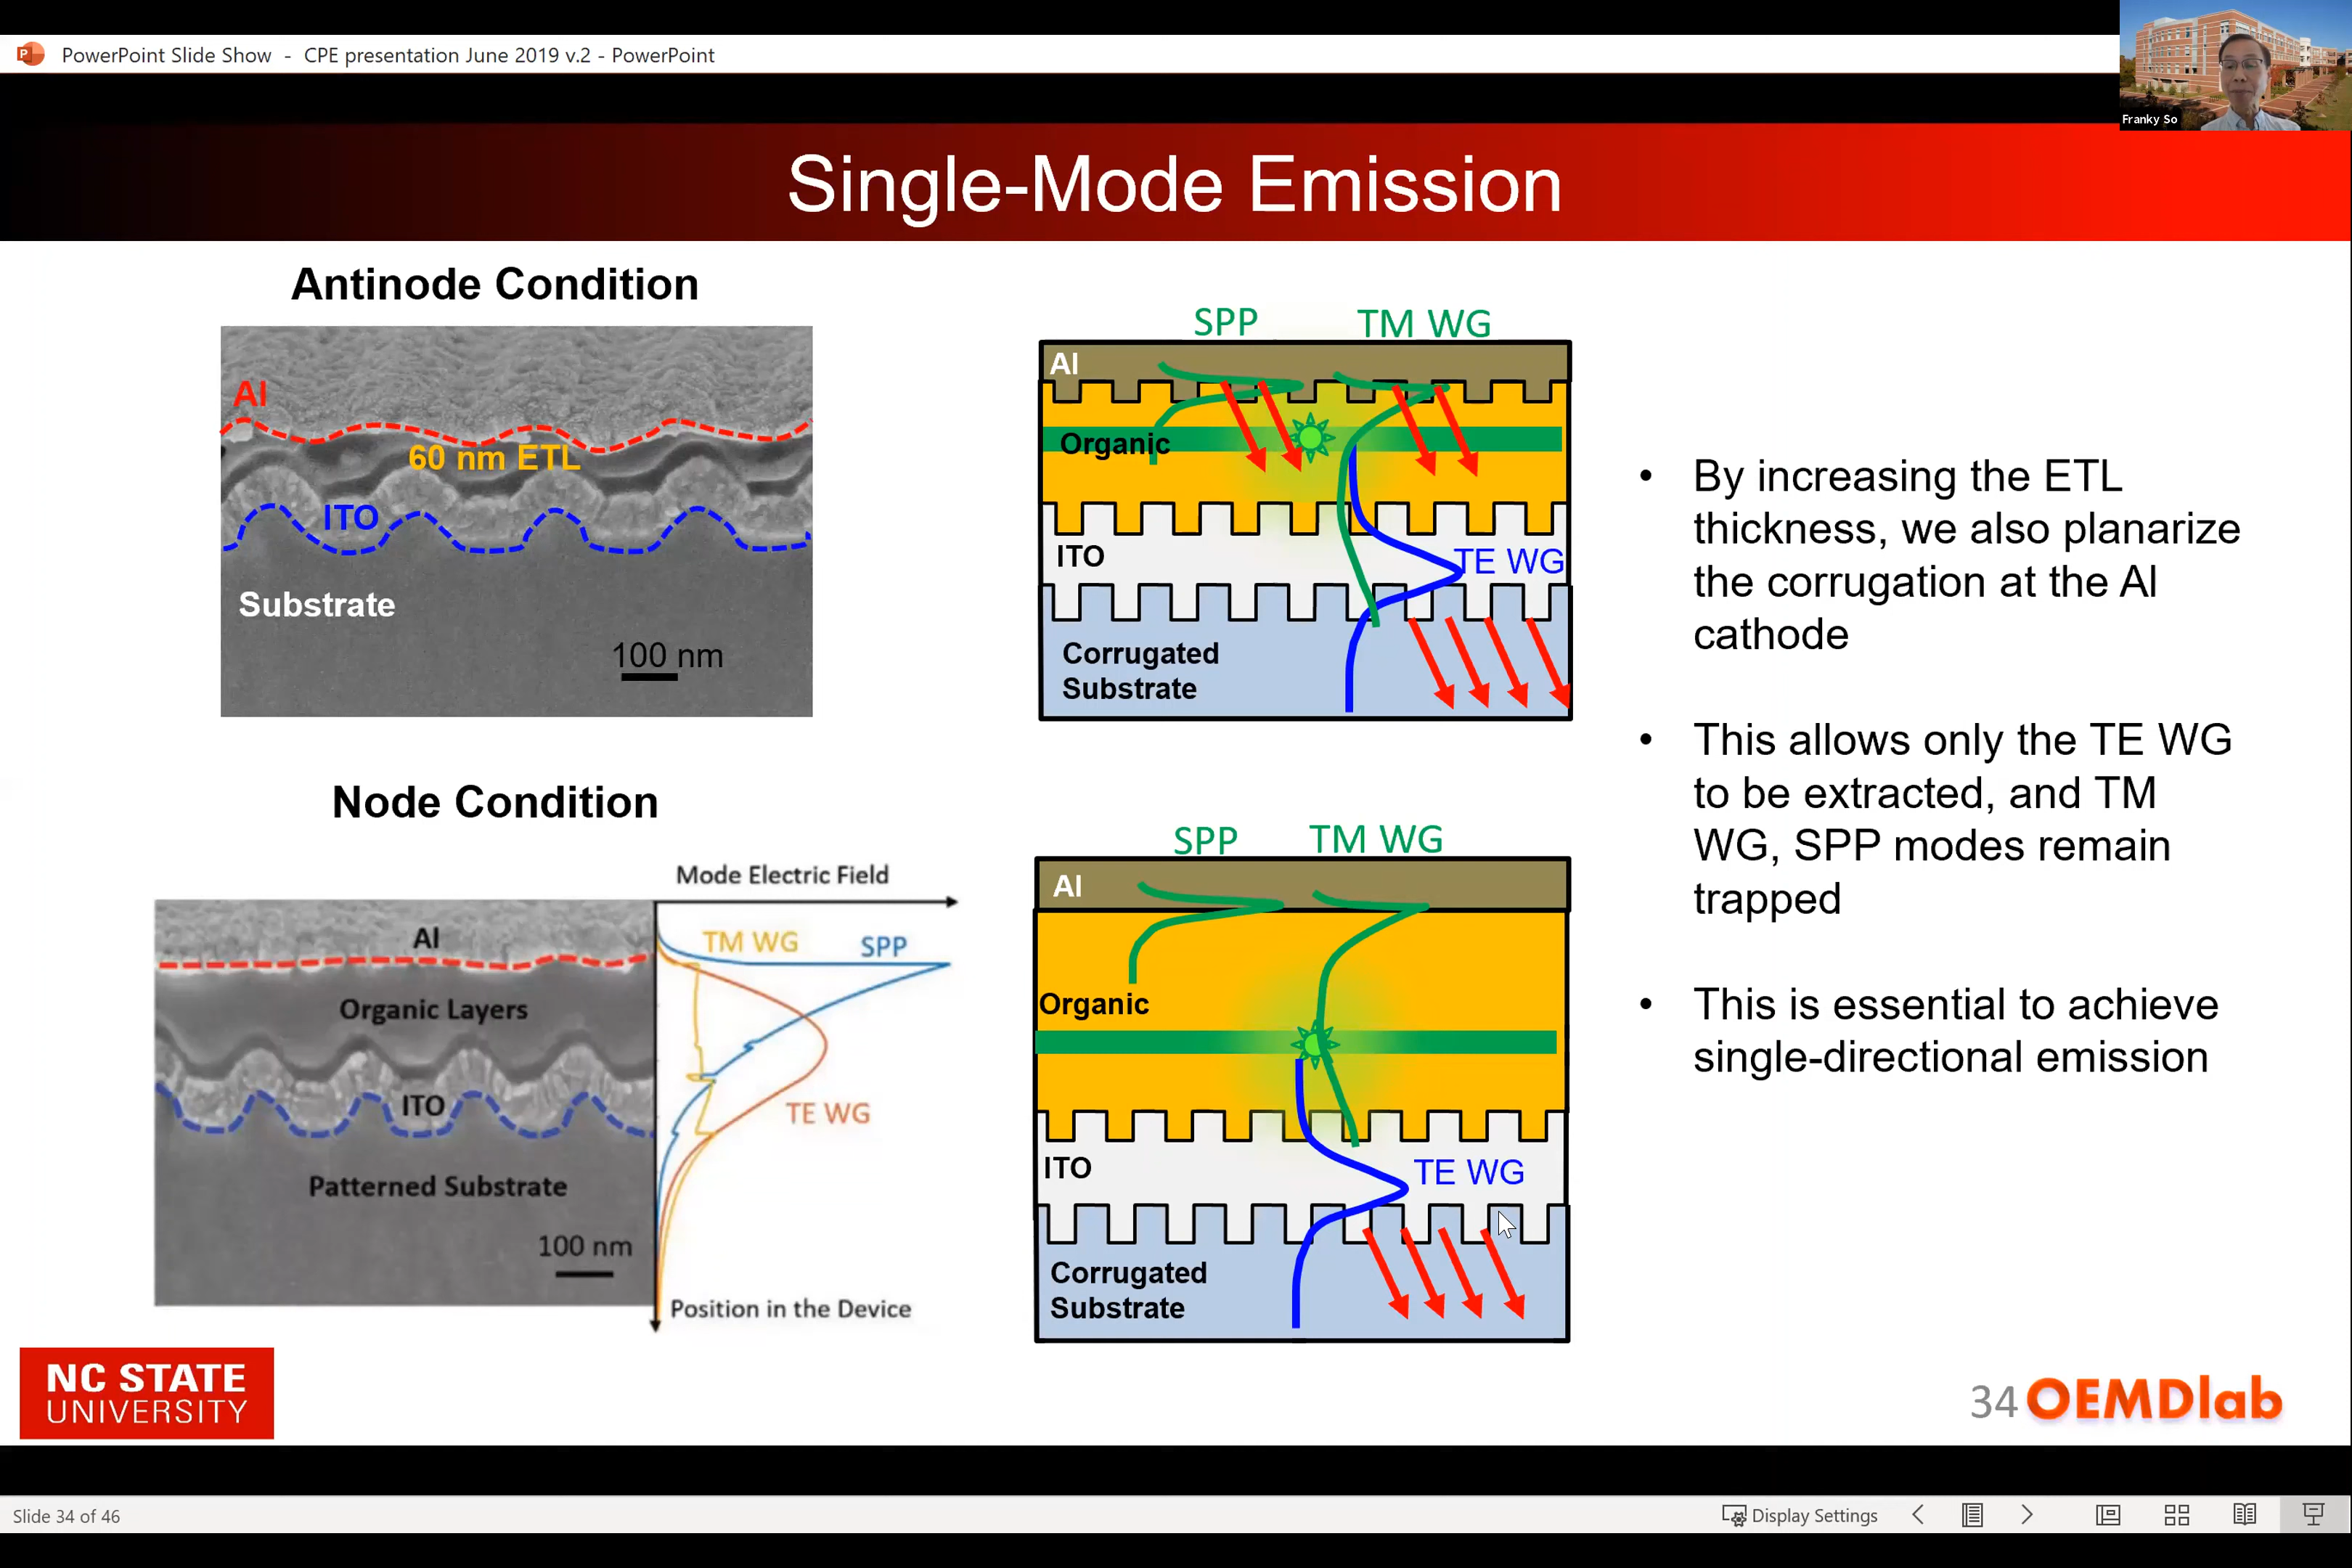 PowerPoint Slide Show - CPE presentation June 2019 v.2 - PowerPoint
Franky So
Single-Mode Emission
Antinode Condition
Al
60 nm ETL
ITO
Substrate
100 nm
SPP
TM WG
Al
Organic
ITO
TE WG
Corrugated
Substrate
Node Condition
Al
Organic Layers
ITO
Patterned Substrate
100 nm
Mode Electric Field
TM WG
SPP
TE WG
Position in the Device
SPP
TM WG
Al
Organic
ITO
TE WG
Corrugated
Substrate
• By increasing the ETL
thickness, we also planarize
the corrugation at the Al
cathode
• This allows only the TE WG
to be extracted, and TM
WG, SPP modes remain
trapped
• This is essential to achieve
single-directional emission
NC STATE
UNIVERSITY
34 OEMDlab
Slide 34 of 46
Display Settings